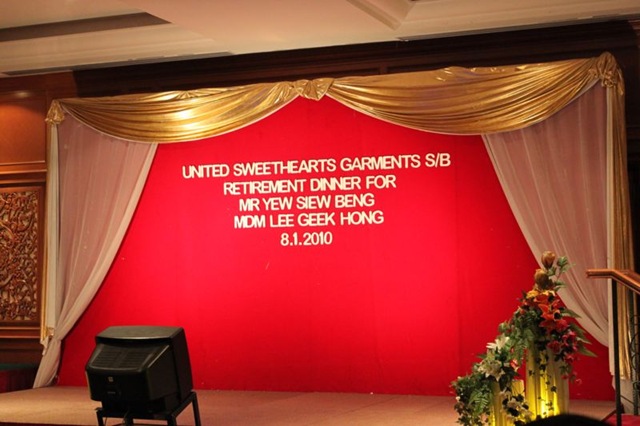 UNITED SWEETHEARTS GARMENTS S/B
RETIREMENT DINNER FOR
MR YEW SIEW BENG
MDM LEE GEEK HONG
8.1.2010